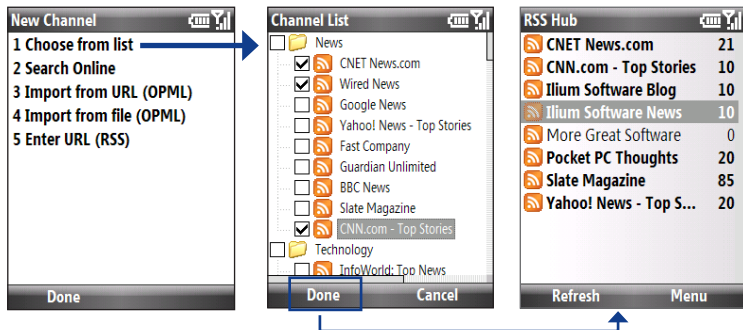 New Channel
1 Choose from list
2 Search Online
3 Import from URL (OPML)
4 Import from file (OPML)
5 Enter URL (RSS)
Done
Channel List
News
CNET News.com
Wired News
Google News
Yahoo! News - Top Stories
Fast Company
Guardian Unlimited
BBC News
Slate Magazine
CNN.com - Top Stories
Technology
InfoWorld: Top News
Done Cancel
RSS Hub
CNET News.com 21
CNN.com - Top Stories 10
Ilium Software Blog 10
Ilium Software News 10
More Great Software 0
Pocket PC Thoughts 20
Slate Magazine 85
Yahoo! News - Top S... 20
Refresh Menu